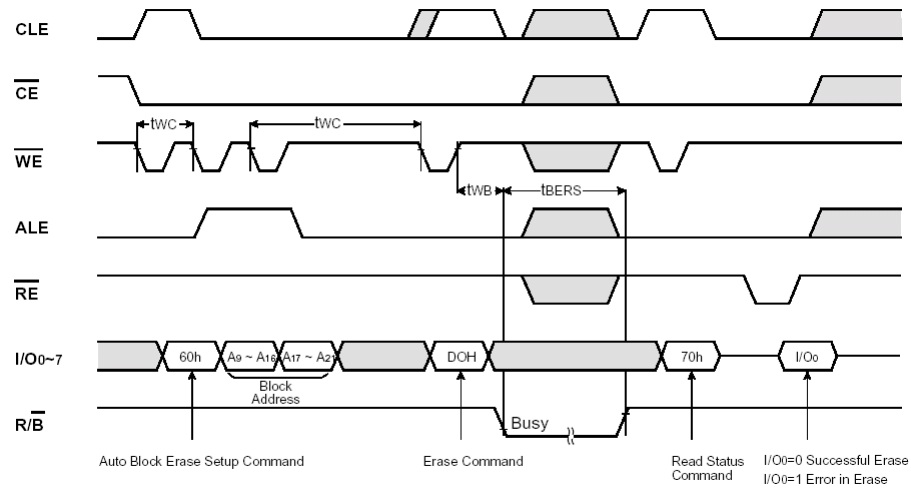 CLE
CE
tWC
tWC
WE
tWB
tBERS
ALE
RE
I/O0~7
60h
A9 ~ A16
A17 ~ A21
DOH
70h
I/O0
Block
Address
R/B
Busy
Auto Block Erase Setup Command
Erase Command
Read Status
Command
I/O0=0 Successful Erase
I/O0=1 Error in Erase